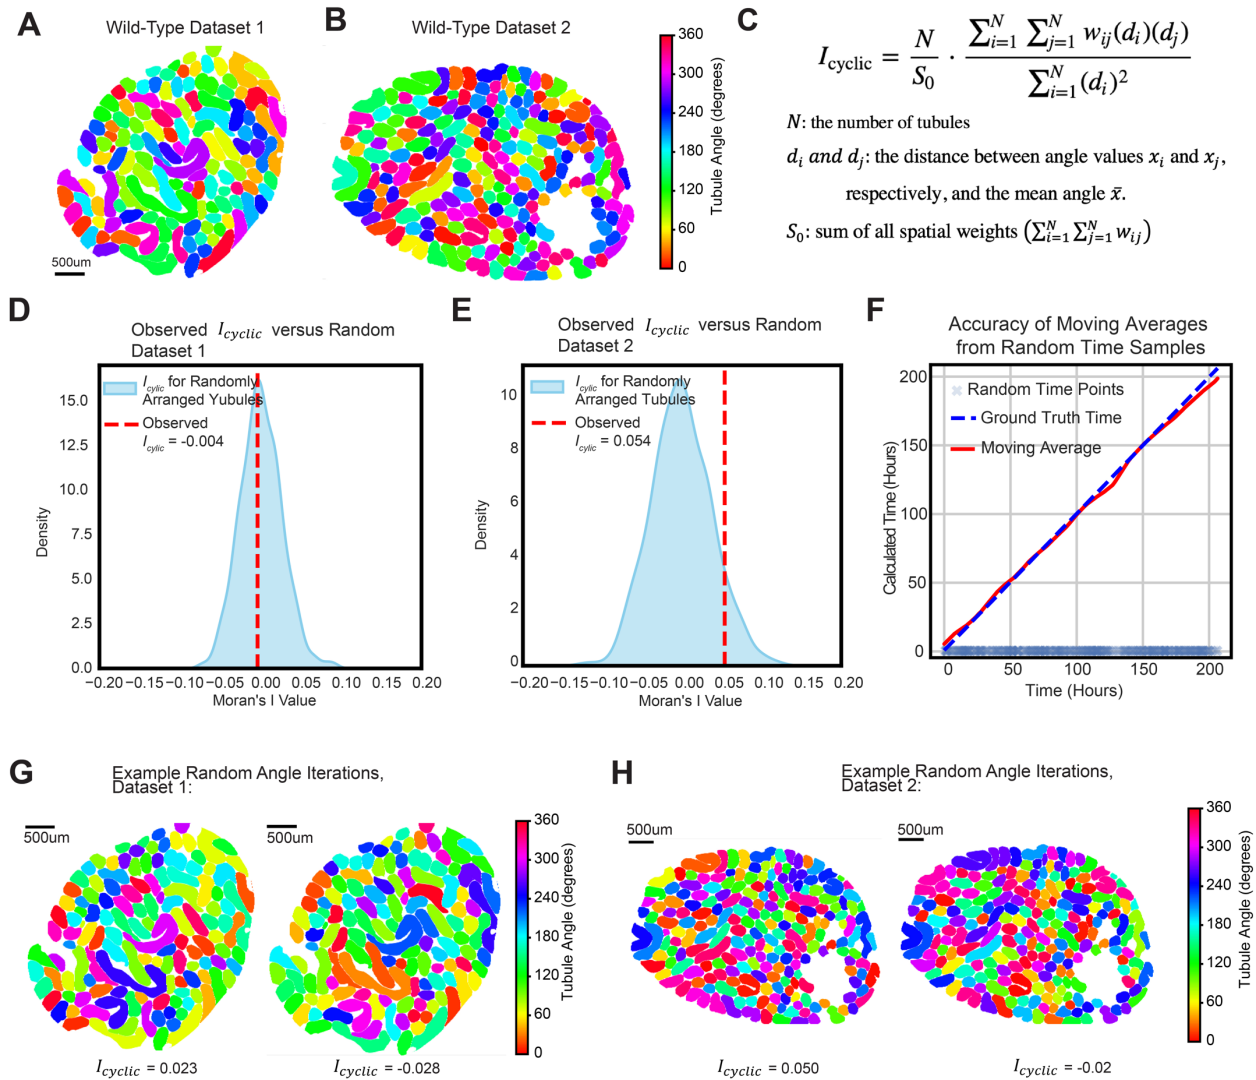 A
Wild-Type Dataset 1
500um
B
Wild-Type Dataset 2
360
300
240
180
120
60
0
Tubule Angle (degrees)
C
I_cyclic = N/S_0 · ∑_{i=1}^{N} ∑_{j=1}^{N} w_{ij}(d_i)(d_j) / ∑_{i=1}^{N}(d_i)^2
N: the number of tubules
d_i and d_j: the distance between angle values x_i and x_j,
respectively, and the mean angle x̄.
S_0: sum of all spatial weights (∑_{i=1}^{N} ∑_{j=1}^{N} w_{ij})
D
Observed I_cyclic versus Random
Dataset 1
I_cylic for Randomly
Arranged Yubules
Observed
I_cylic = -0.004
15.0
12.5
10.0
7.5
5.0
2.5
0.0
Density
−0.20 −0.15 −0.10 −0.05 0.00 0.05 0.10 0.15 0.20
Moran's I Value
E
Observed I_cyclic versus Random
Dataset 2
I_cylic for Randomly
Arranged Tubules
Observed
I_cylic = 0.054
10
8
6
4
2
0
Density
−0.20 −0.15 −0.10 −0.05 0.00 0.05 0.10 0.15 0.20
Moran's I Value
F
Accuracy of Moving Averages
from Random Time Samples
Random Time Points
Ground Truth Time
Moving Average
200
150
100
50
0
Calculated Time (Hours)
0 50 100 150 200
Time (Hours)
G
Example Random Angle Iterations,
Dataset 1:
500um
500um
I_cyclic = 0.023
I_cyclic = -0.028
360
300
240
180
120
60
0
Tubule Angle (degrees)
H
Example Random Angle Iterations,
Dataset 2:
500um
500um
I_cyclic = 0.050
I_cyclic = -0.02
360
300
240
180
120
60
0
Tubule Angle (degrees)